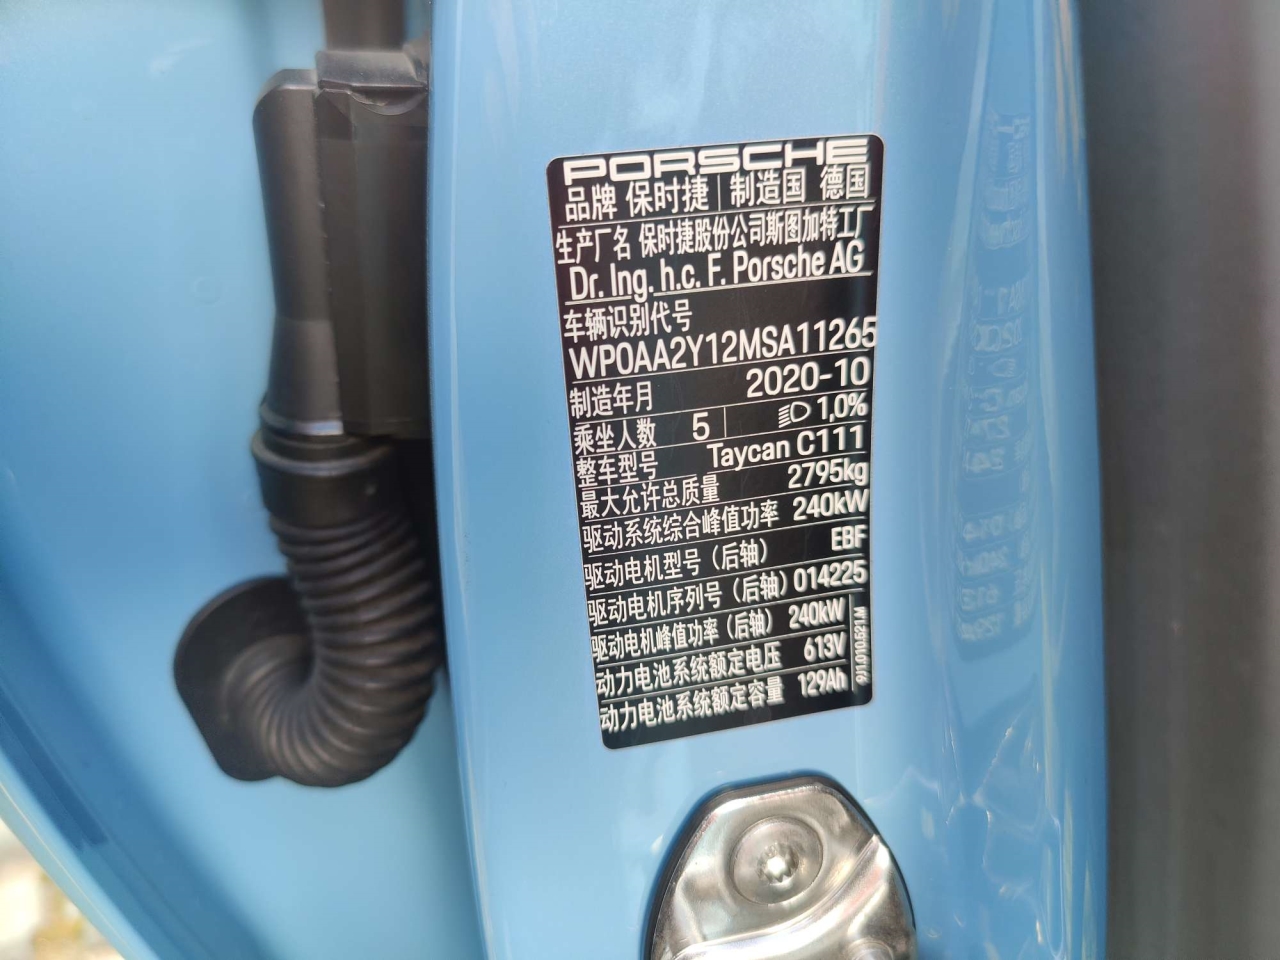 PORSCHE
品牌 保时捷 制造国 德国
生产厂名 保时捷股份公司斯图加特工厂
Dr. Ing. h.c. F. Porsche AG
车辆识别代号
WP0AA2Y12MSA11265
制造年月 2020-10
乘坐人数 5 1,0%
整车型号 Taycan C111
最大允许总质量 2795kg
驱动系统综合峰值功率 240kW
驱动电机型号（后轴） EBF
驱动电机序列号（后轴） 014225
驱动电机峰值功率（后轴） 240kW
动力电池系统额定电压 613V
动力电池系统额定容量 129Ah
9J1.010.521.M